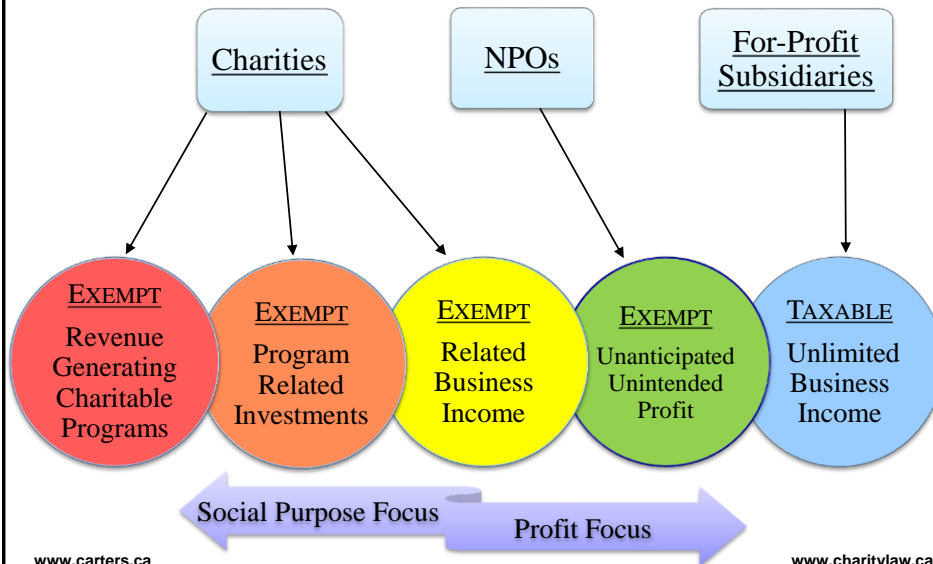 Charities
NPOs
For-Profit
Subsidiaries
EXEMPT
Revenue
Generating
Charitable
Programs
EXEMPT
Program
Related
Investments
EXEMPT
Related
Business
Income
EXEMPT
Unanticipated
Unintended
Profit
TAXABLE
Unlimited
Business
Income
Social Purpose Focus
Profit Focus
www.carters.ca
www.charitylaw.ca